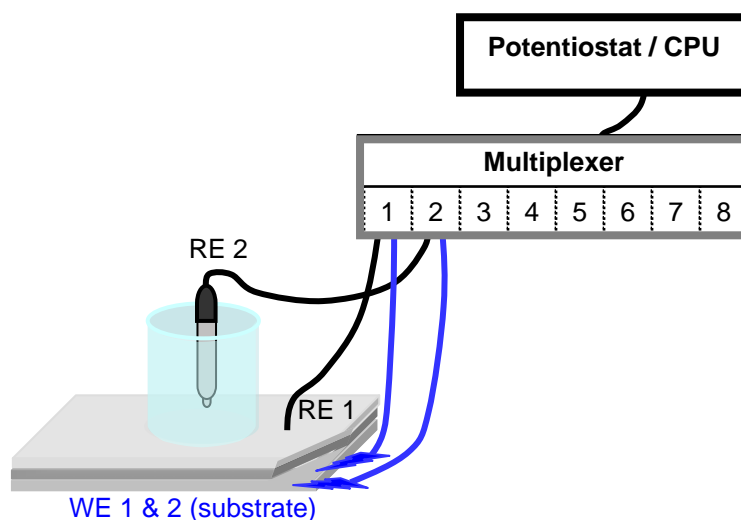 Potentiostat / CPU
Multiplexer
1 2 3 4 5 6 7 8
RE 2
RE 1
WE 1 & 2 (substrate)